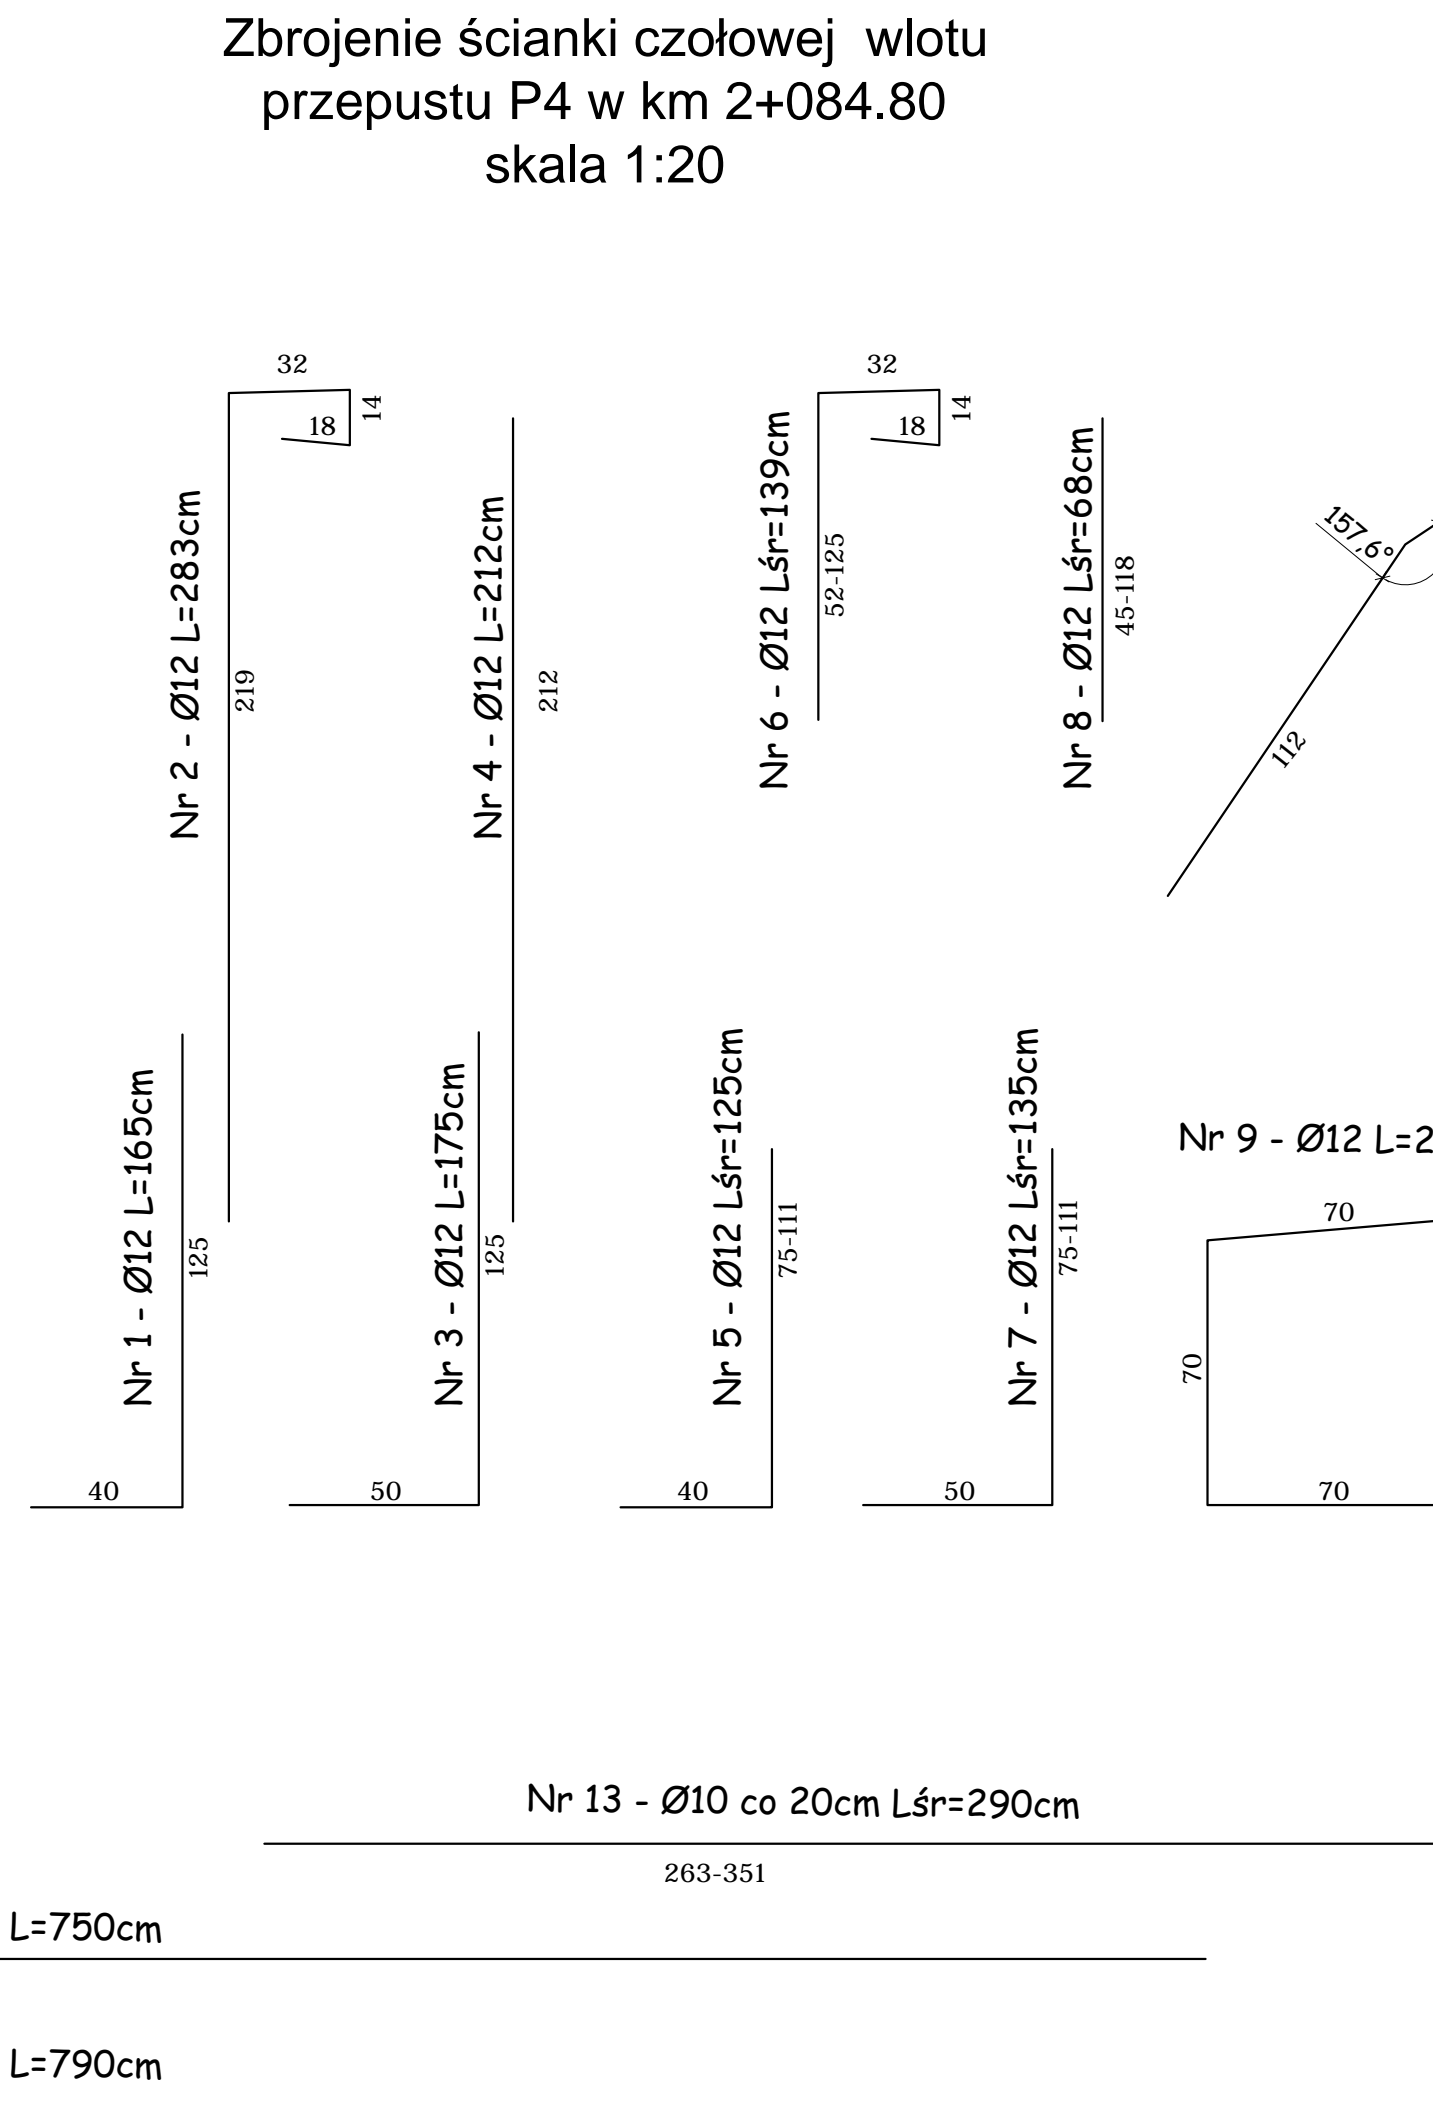 Zbrojenie ścianki czołowej wlotu
przepustu P4 w km 2+084.80
skala 1:20
32
14
18
Nr 2 - Ø12 L=283cm
219
Nr 4 - Ø12 L=212cm
212
32
14
18
Nr 6 - Ø12 Lśr=139cm
52-125
Nr 8 - Ø12 Lśr=68cm
45-118
157,6°
112
Nr 1 - Ø12 L=165cm
125
40
Nr 3 - Ø12 L=175cm
125
50
Nr 5 - Ø12 Lśr=125cm
75-111
40
Nr 7 - Ø12 Lśr=135cm
75-111
50
Nr 9 - Ø12 L=2
70
70
70
Nr 13 - Ø10 co 20cm Lśr=290cm
263-351
L=750cm
L=790cm